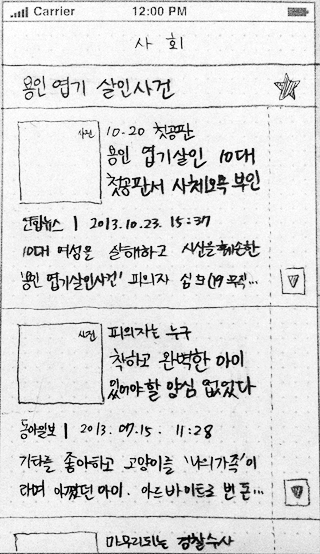 Carrier 12:00 PM
사회
용인 엽기 살인사건
사진
10.20 첫공판
용인 엽기살인 10대
첫공판서 사체오욕 부인
연합뉴스 | 2013.10.23. 15:37
10대 여성을 살해하고 시신을 훼손한
'용인 엽기살인사건' 피의자 심 모(19 무직...
사진
피의자는 누구
착하고 완벽한 아이
있어야할 양심 없었다
동아일보 | 2013. 07.15. 11:28
기타를 좋아하고 고양이를 '나의가족'이
라며 아꼈던 아이. 아르바이트로 번 돈...
마무리되는 경찰수사